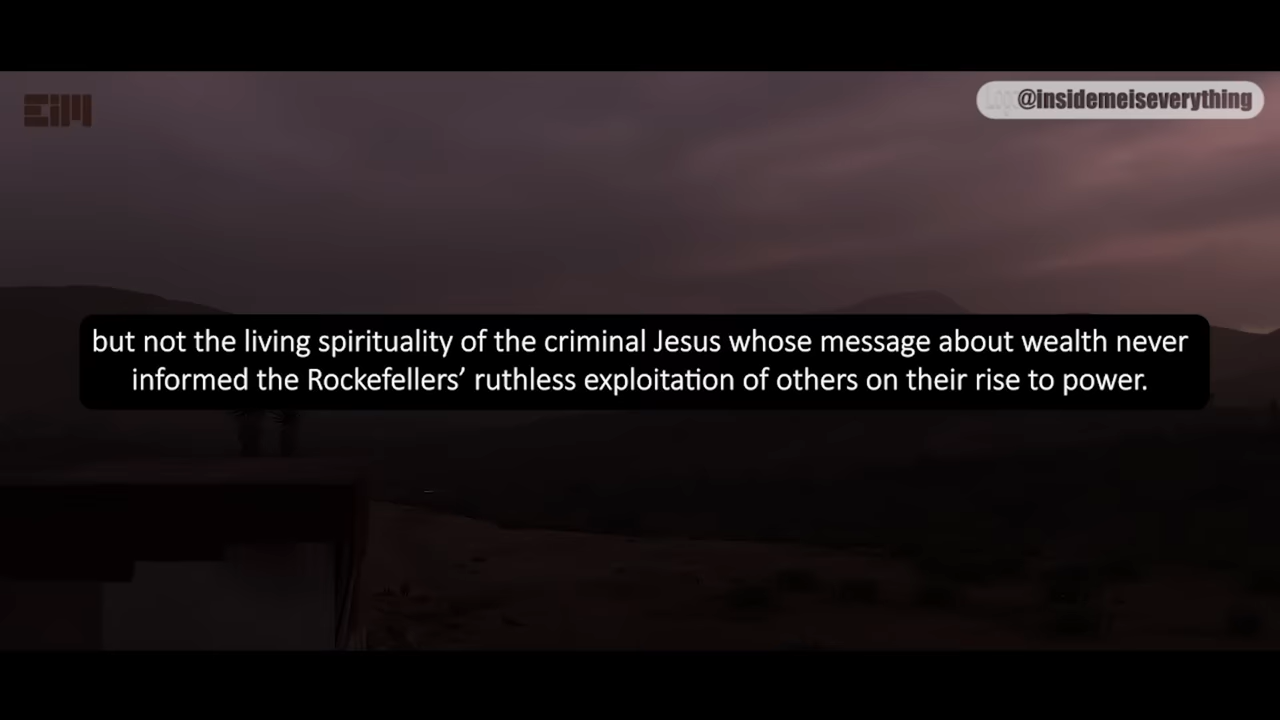 EiM
@insidemeiseverything
but not the living spirituality of the criminal Jesus whose message about wealth never
informed the Rockefellers’ ruthless exploitation of others on their rise to power.